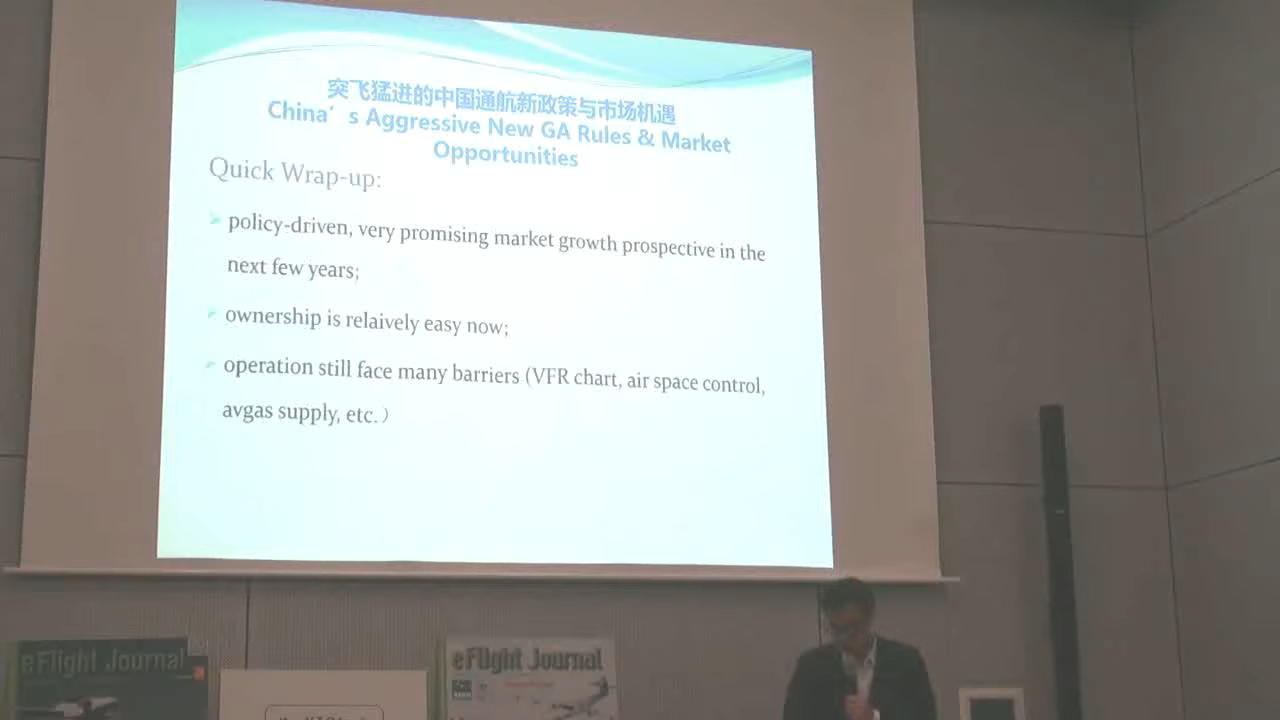 突飞猛进的中国通航新政策与市场机遇
China's Aggressive New GA Rules & Market
Opportunities
Quick Wrap-up:
policy-driven, very promising market growth prospective in the
next few years;
ownership is relaively easy now;
operation still face many barriers (VFR chart, air space control,
avgas supply, etc.)
eFlight Journal
eFlight Journal